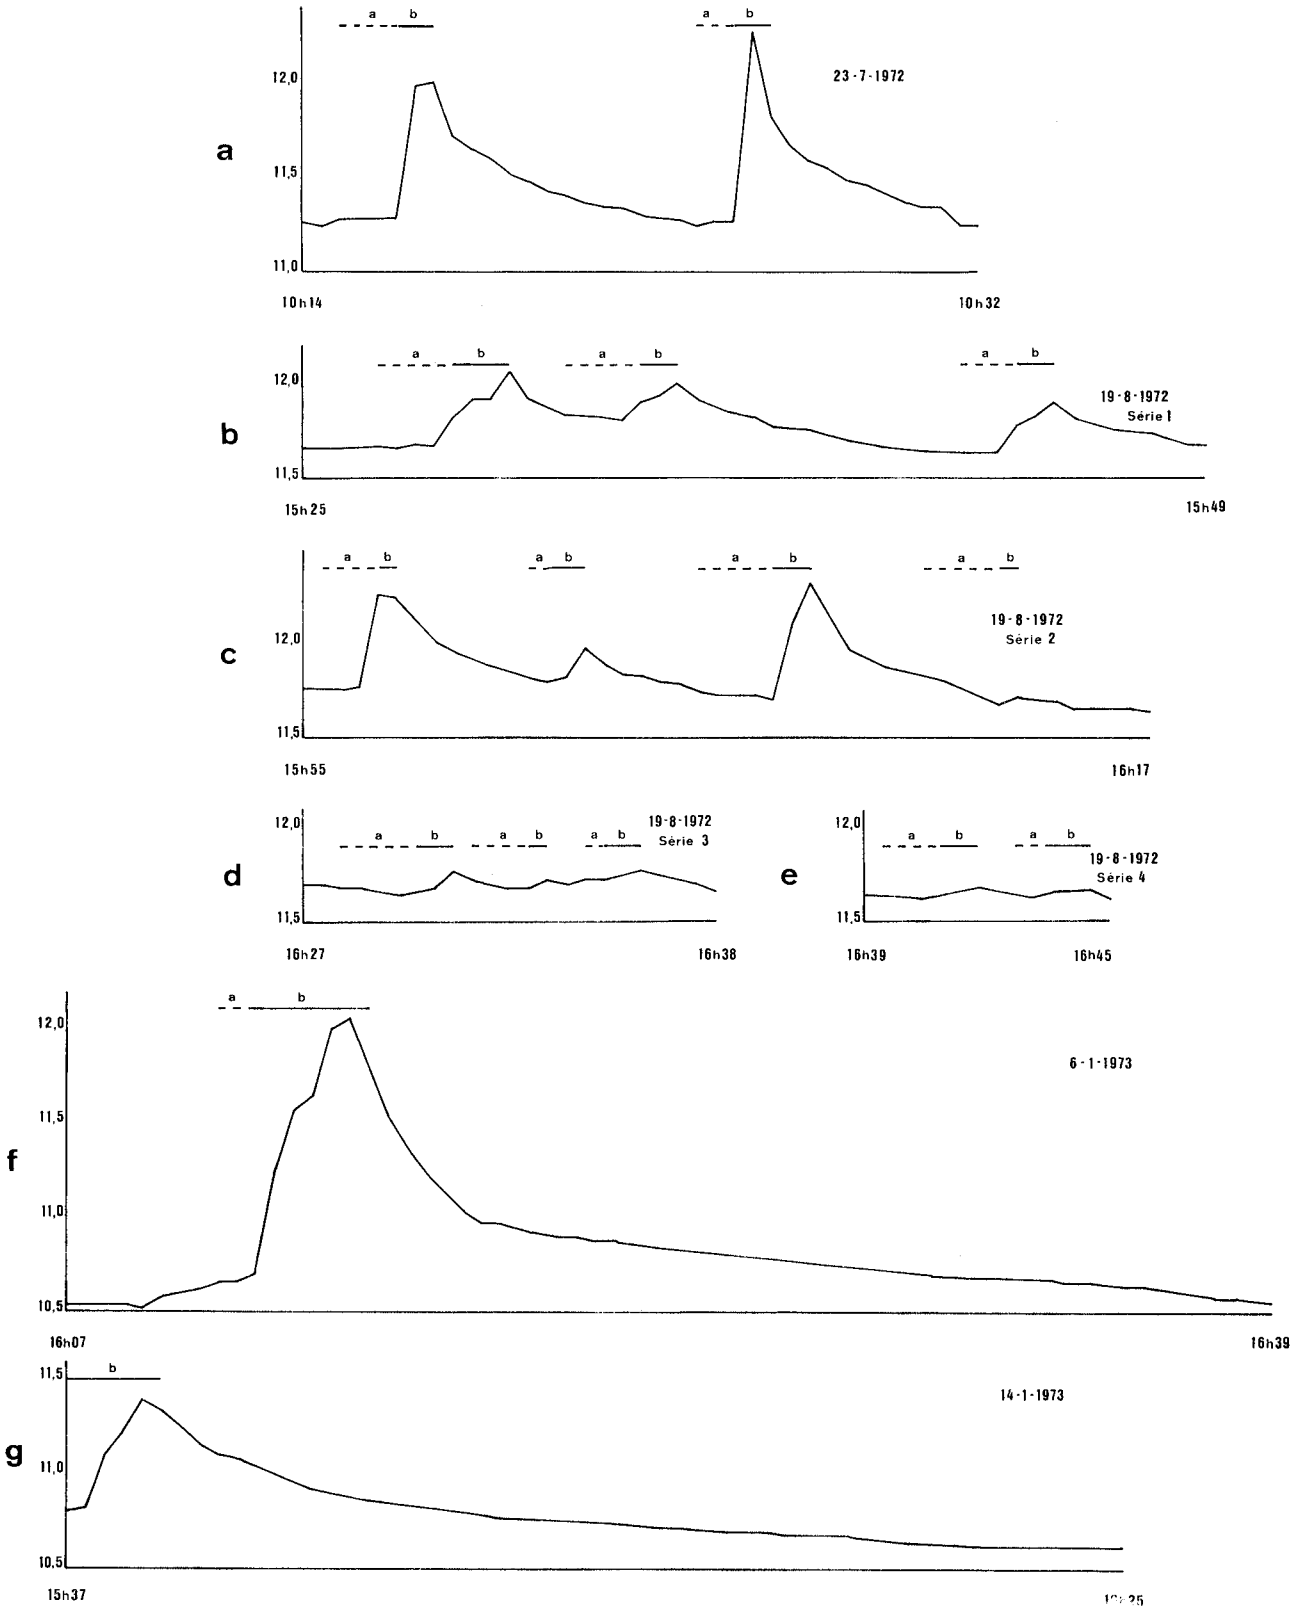 a b a b
12,0
23-7-1972
a
11,5
11,0
10h14 10h32
a b a b a b
12,0
19-8-1972
Série 1
b
11,5
15h25 15h49
a b a b a b a b
12,0
19-8-1972
Série 2
c
11,5
15h55 16h17
12,0
19-8-1972
Série 3
a b a b a b
d
11,5
16h27 16h38
12,0
a b a b
19-8-1972
Série 4
e
11,5
16h39 16h45
a b
12,0
6-1-1973
11,5
f
11,0
10,5
16h07 16h39
11,5
b
14-1-1973
g
11,0
10,5
15h37